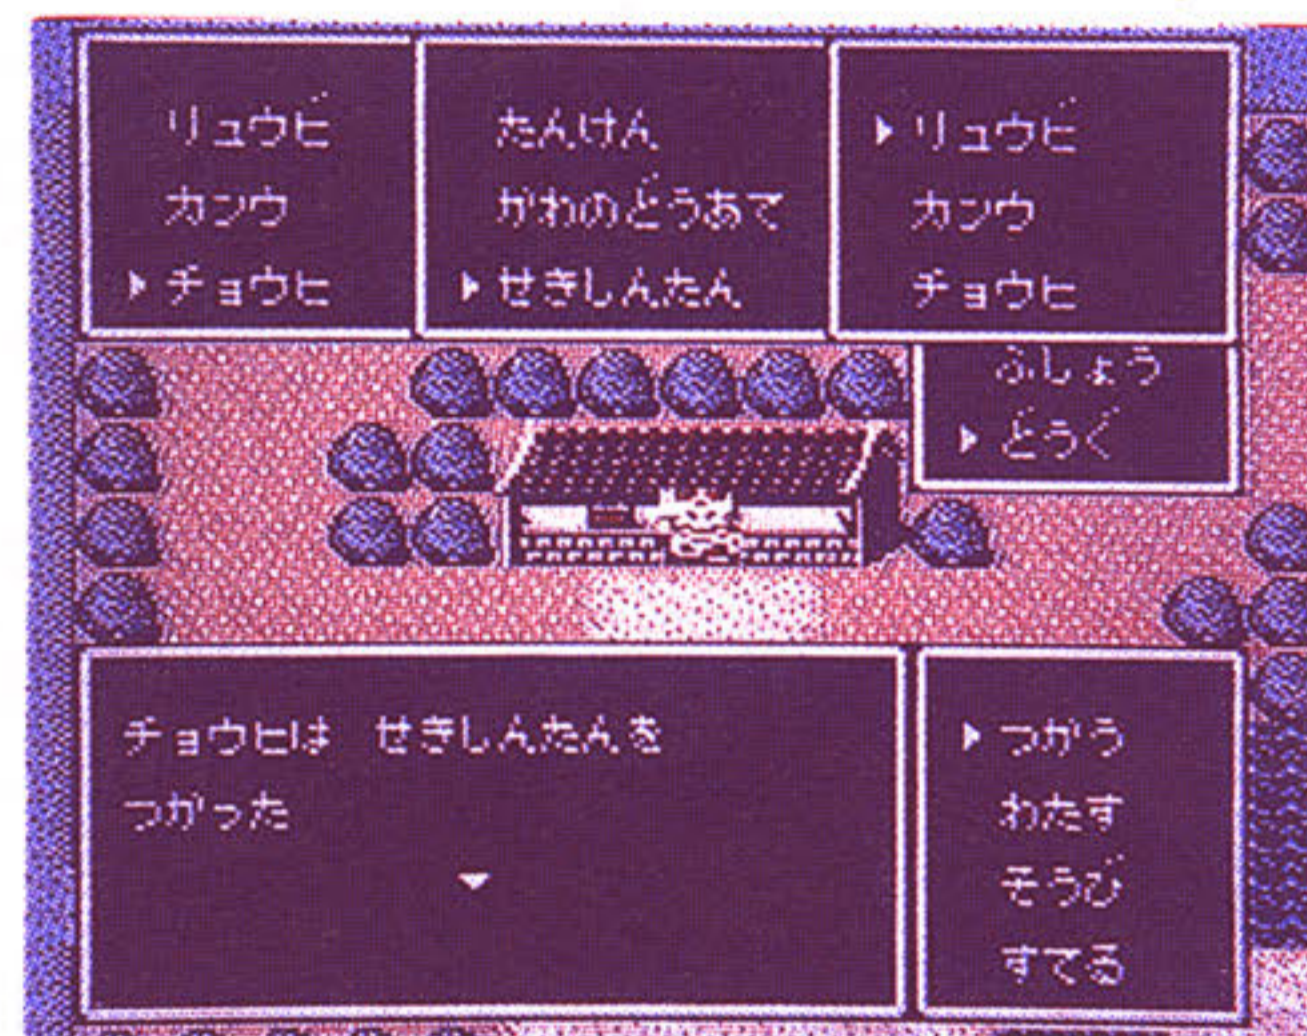 リュウビ
カンウ
▶チョウヒ
たんけん
かわのどうあて
▶せきしんたん
▶リュウビ
カンウ
チョウヒ
ふしょう
▶どうぐ
チョウヒは せきしんたんを
つかった
▶つかう
わたす
そうび
すてる